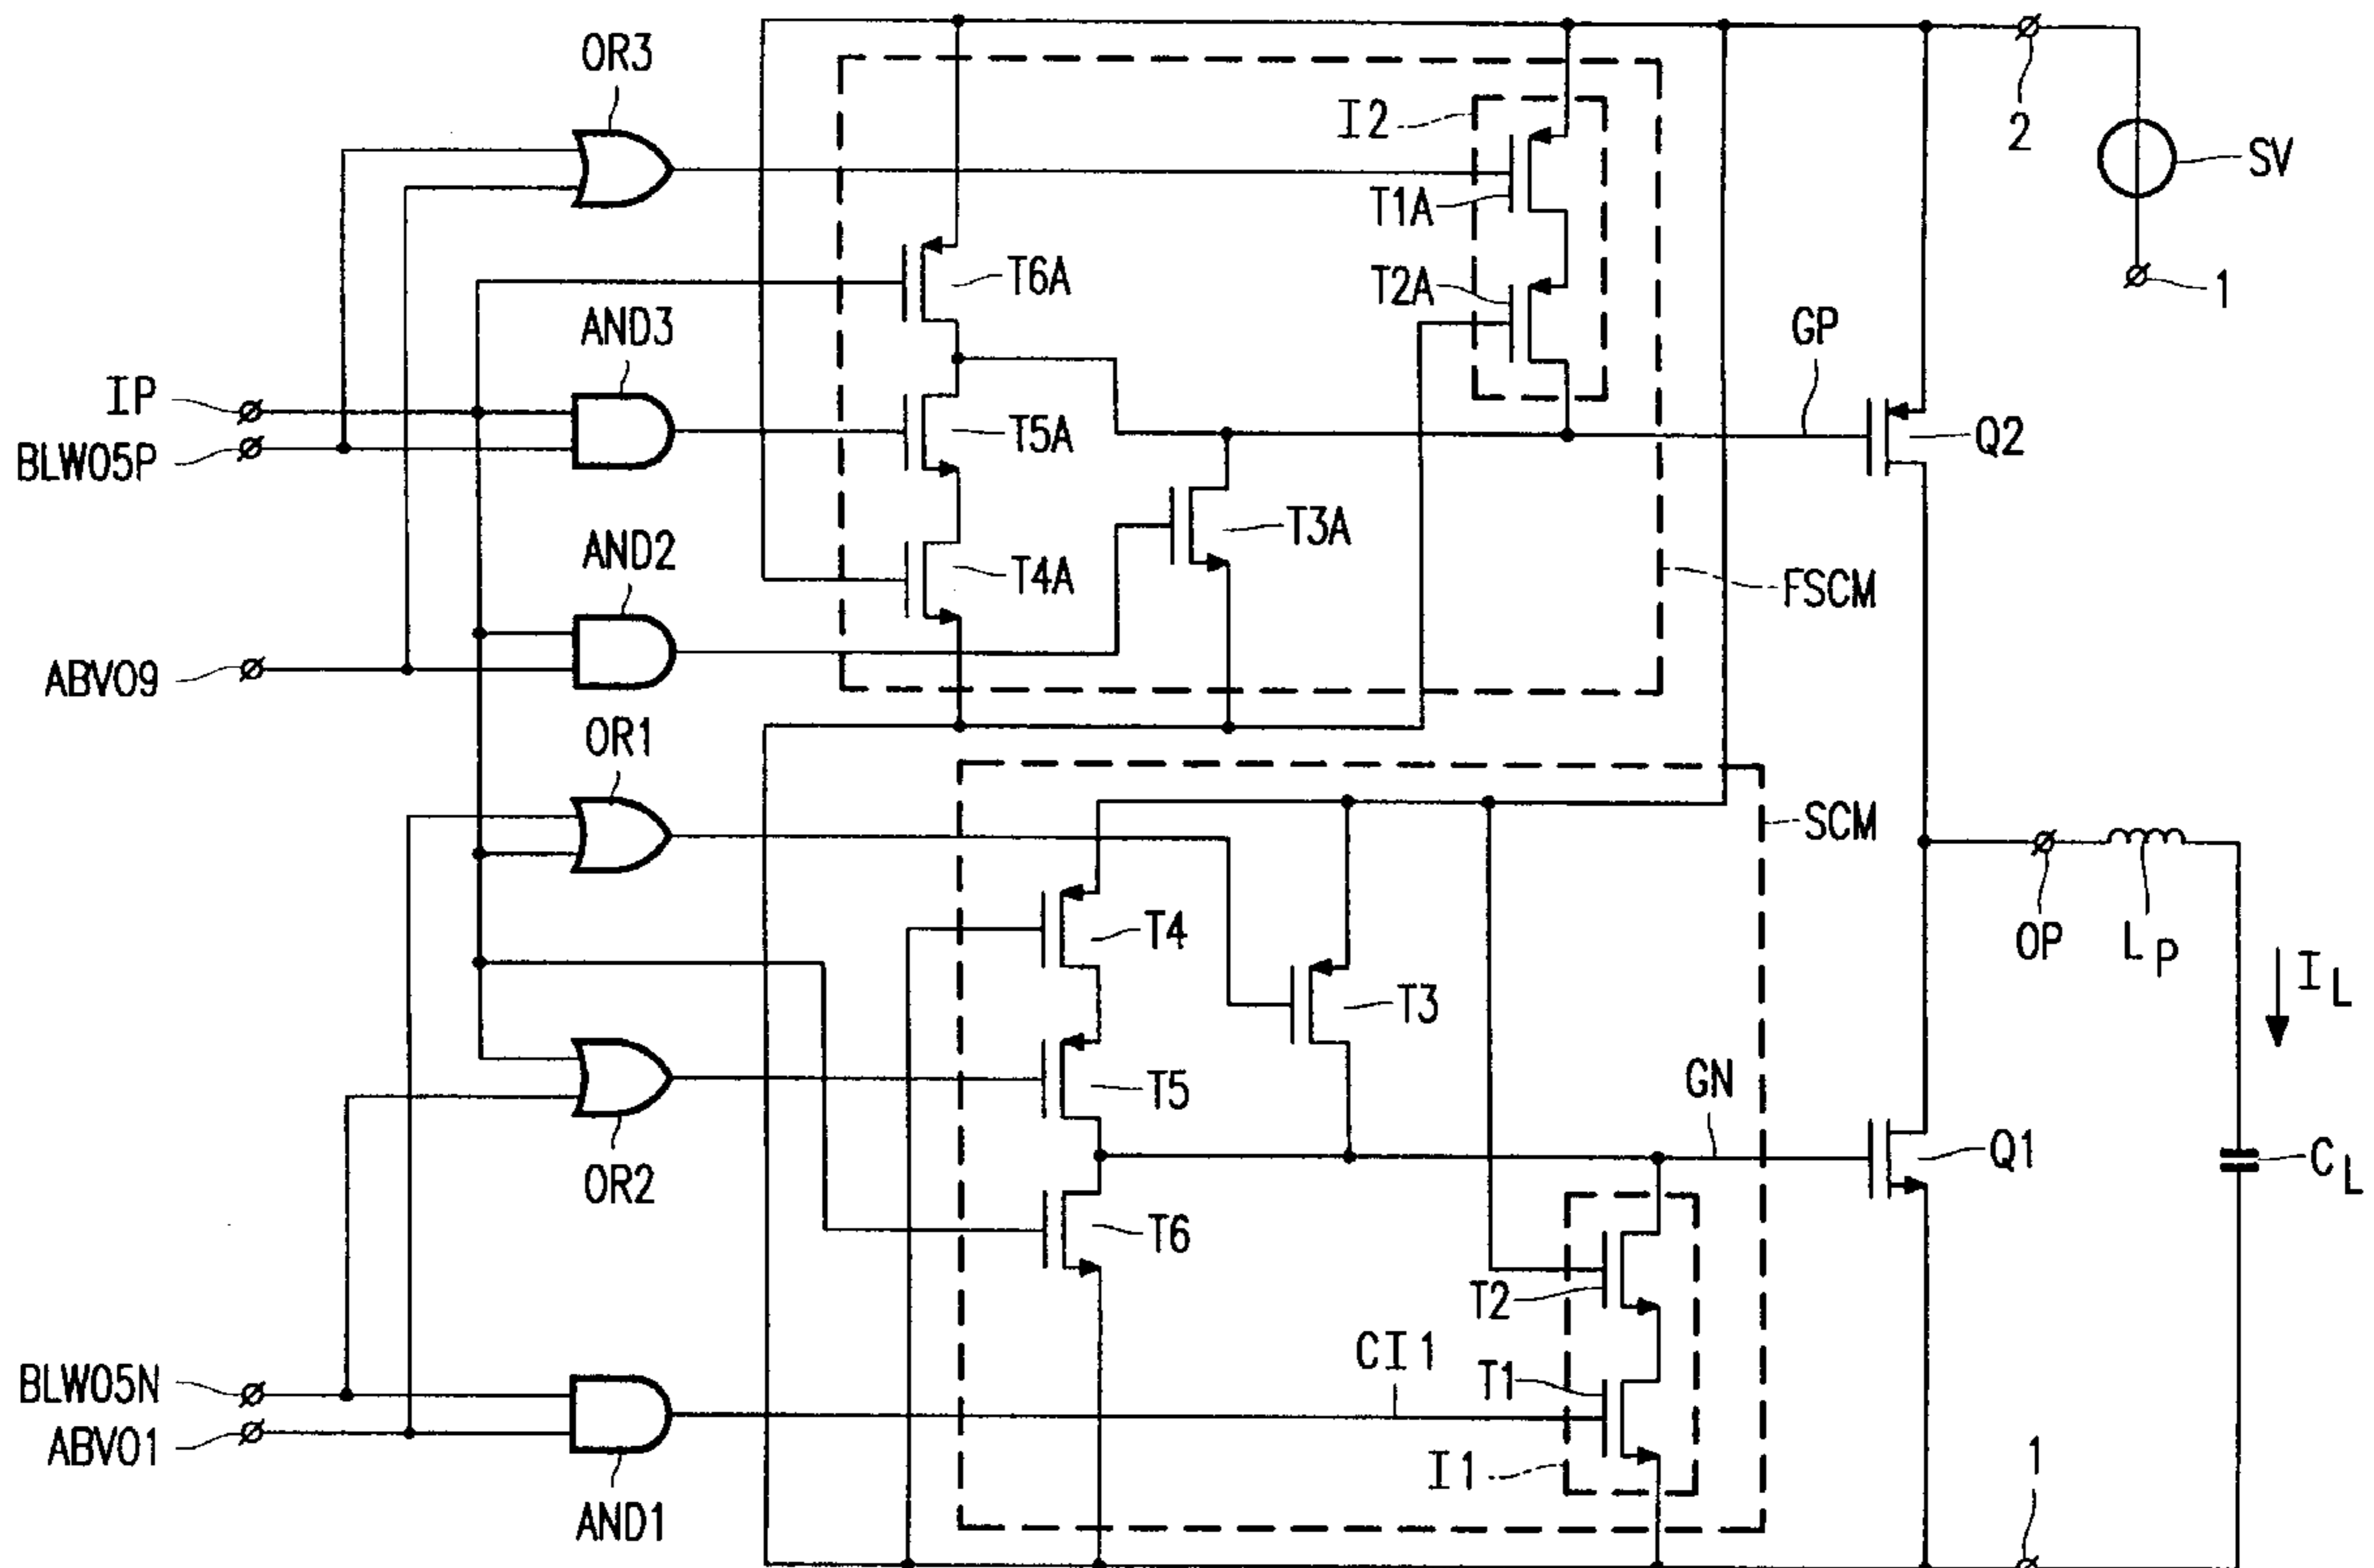 OR3
I2
2
SV
T1A
T6A
T2A
1
AND3
GP
IP
T5A
Q2
BLW05P
AND2
T3A
T4A
FSCM
ABV09
OR1
SCM
T4
OP
LP
IL
T3
T5
GN
OR2
Q1
CL
T6
T2
CI1
T1
BLW05N
ABV01
I1
1
AND1